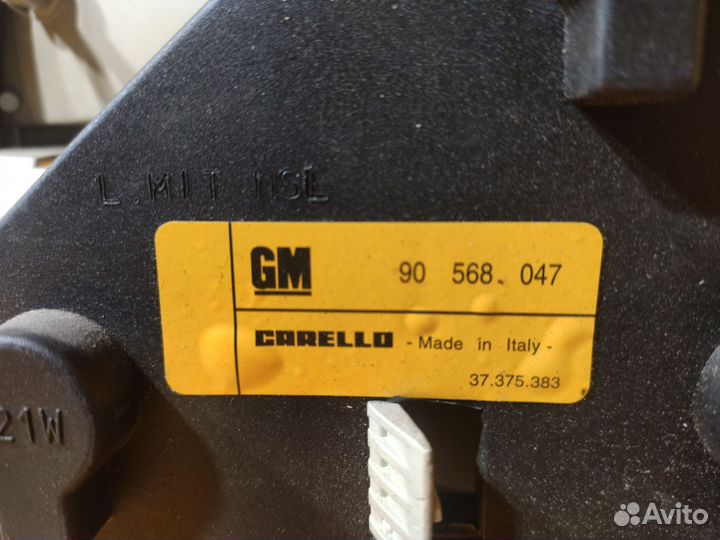 L.MIT NSL
GM 90 568. 047
CARELLO - Made in Italy -
37.375.383
21W
Avito